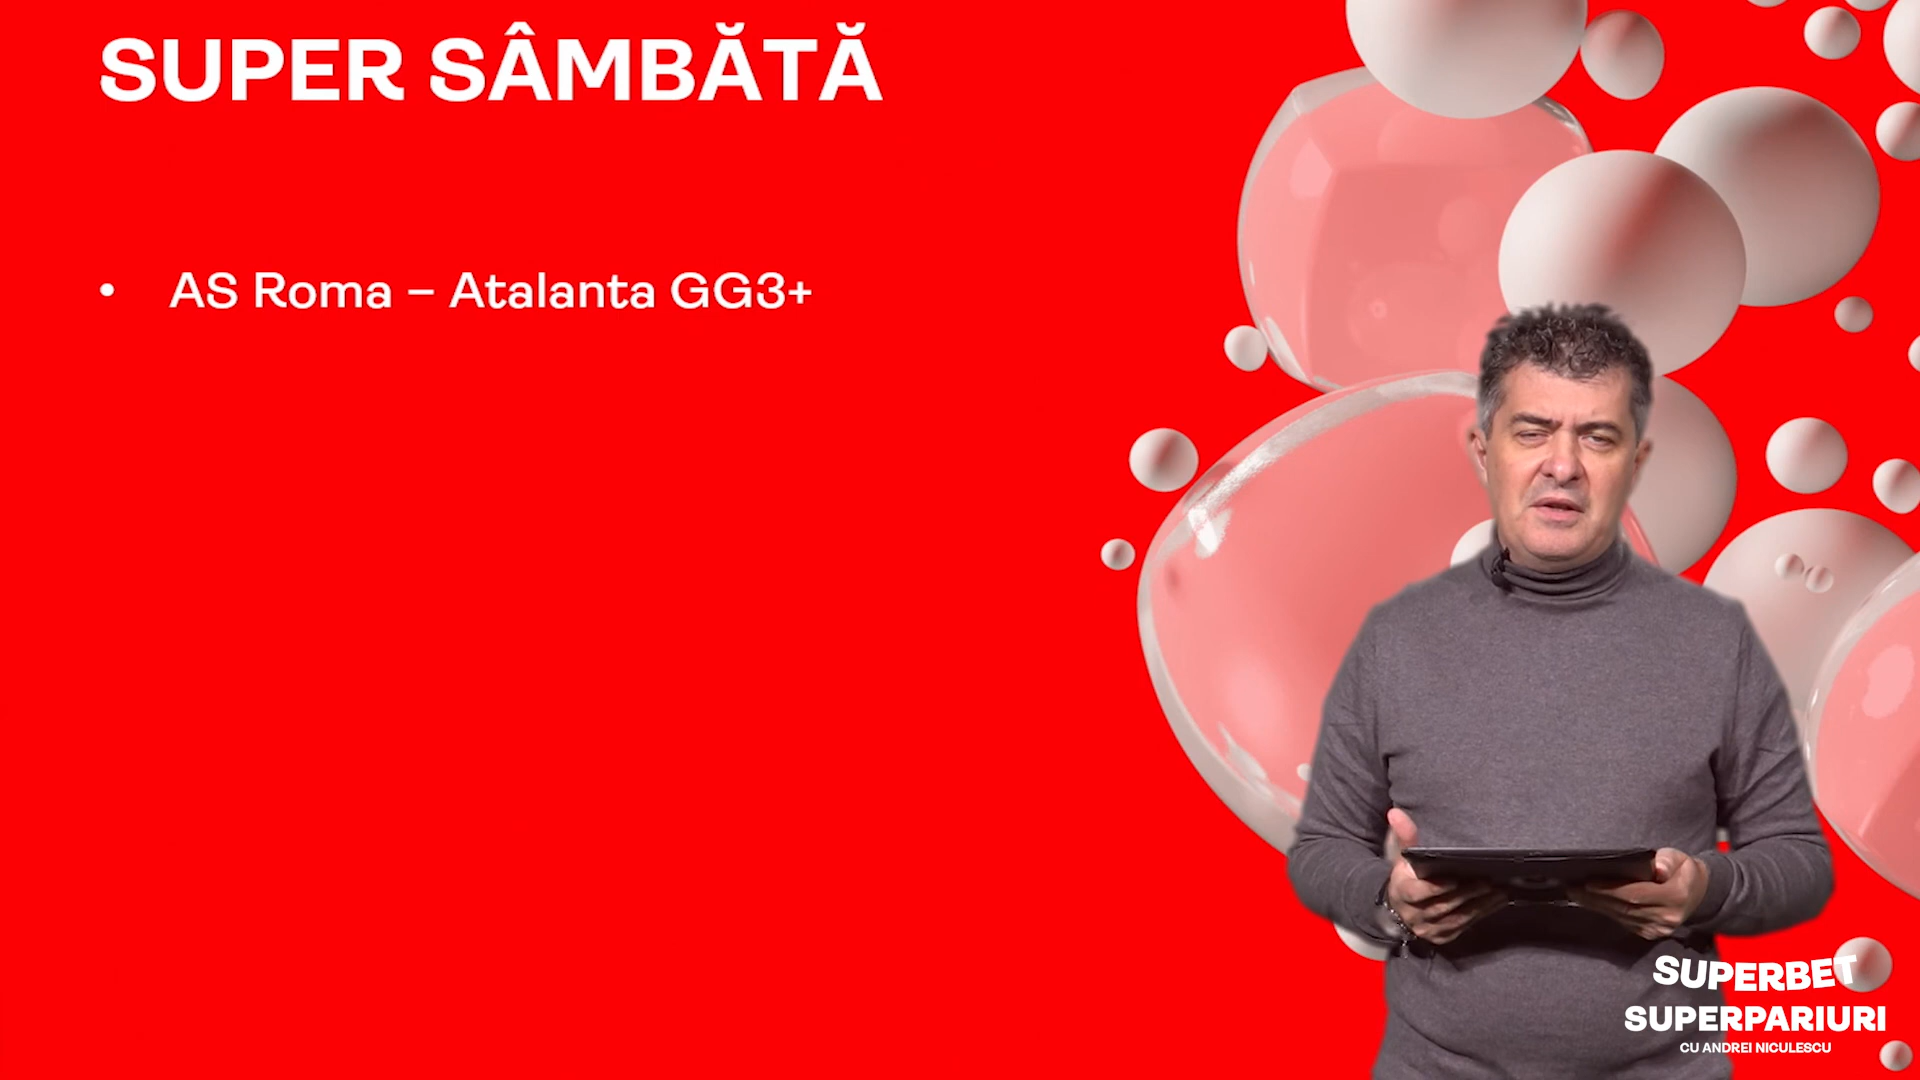 SUPER SÂMBĂTĂ
• AS Roma – Atalanta GG3+
SUPERBET
SUPERPARIURI
CU ANDREI NICULESCU